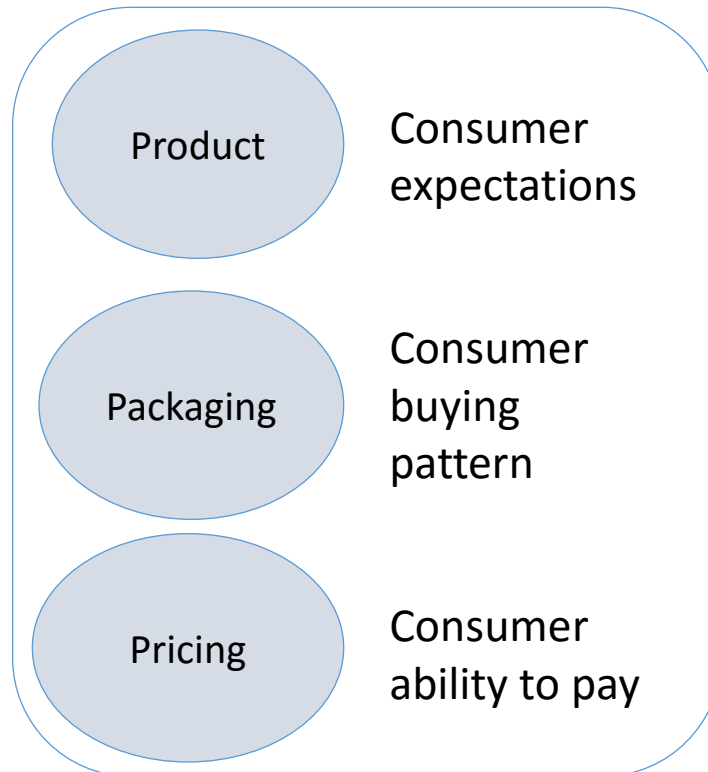 Product
Consumer
expectations
Packaging
Consumer
buying
pattern
Pricing
Consumer
ability to pay